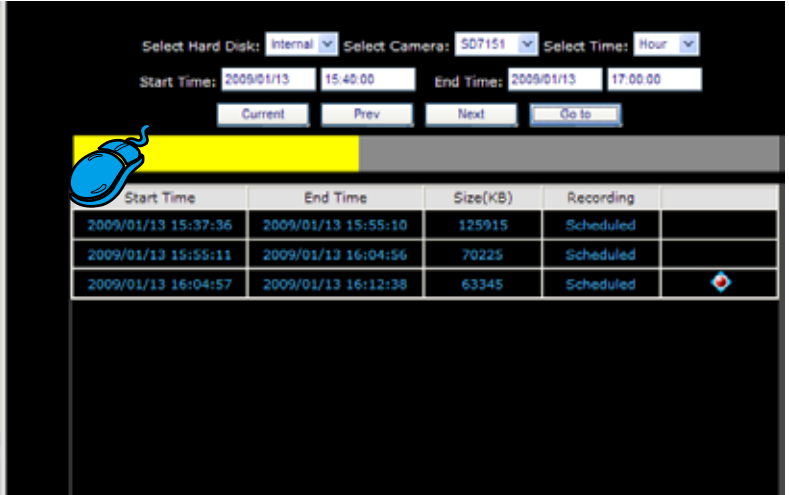 Select Hard Disk: Internal Select Camera: SD7151 Select Time: Hour
Start Time: 2009/01/13 15:40:00 End Time: 2009/01/13 17:00:00
Current Prev Next Go to
Start Time End Time Size(KB) Recording
2009/01/13 15:37:36 2009/01/13 15:55:10 125915 Scheduled
2009/01/13 15:55:11 2009/01/13 16:04:56 70225 Scheduled
2009/01/13 16:04:57 2009/01/13 16:12:38 63345 Scheduled